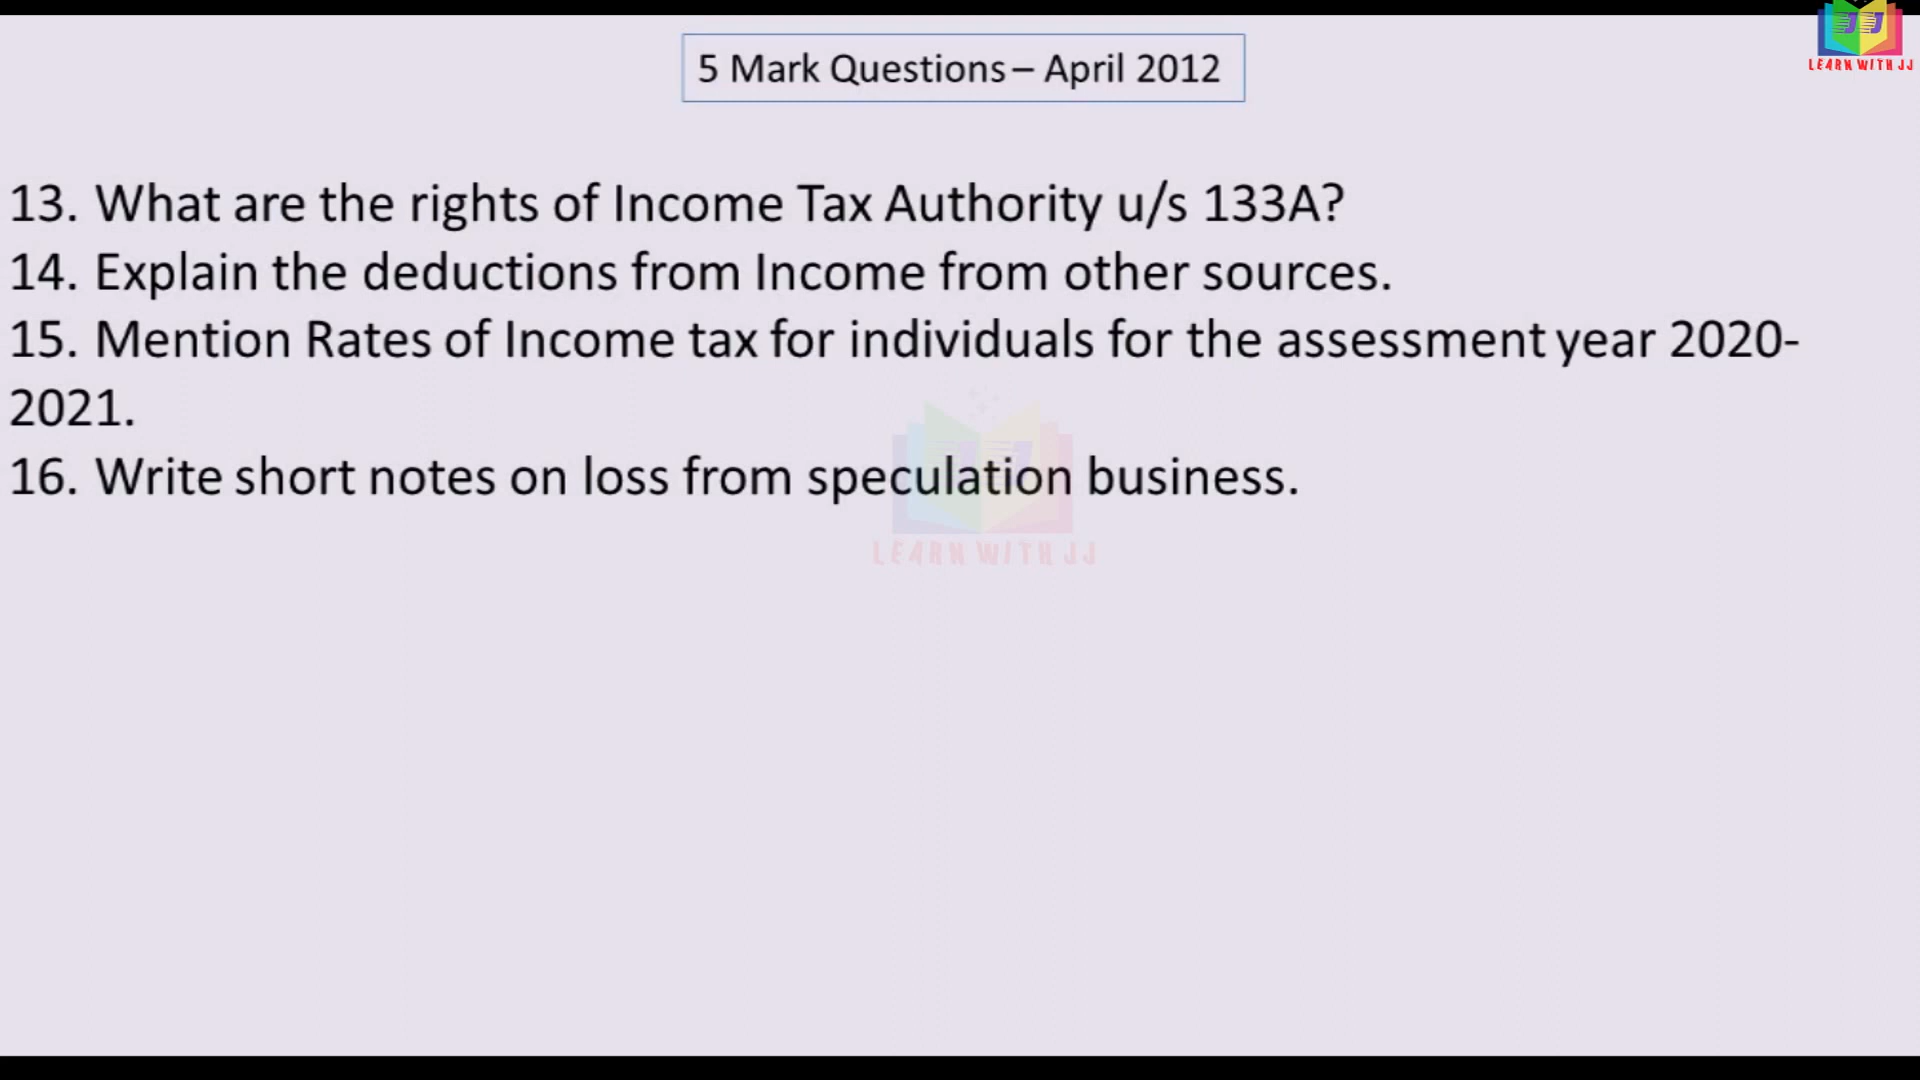 5 Mark Questions – April 2012
LEARN WITH JJ
13. What are the rights of Income Tax Authority u/s 133A?
14. Explain the deductions from Income from other sources.
15. Mention Rates of Income tax for individuals for the assessment year 2020-
2021.
16. Write short notes on loss from speculation business.
LEARN WITH JJ